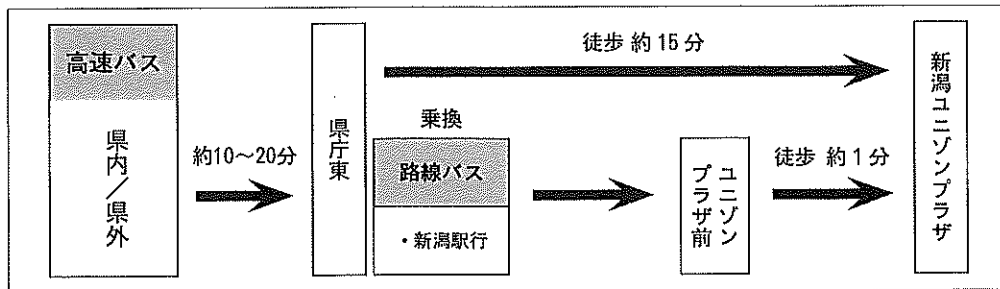 高速バス
県内／県外
約10～20分
県庁東
徒歩 約15分
乗換
路線バス
・新潟駅行
ユニゾン
プラザ前
徒歩 約1分
新潟ユニゾンプラザ